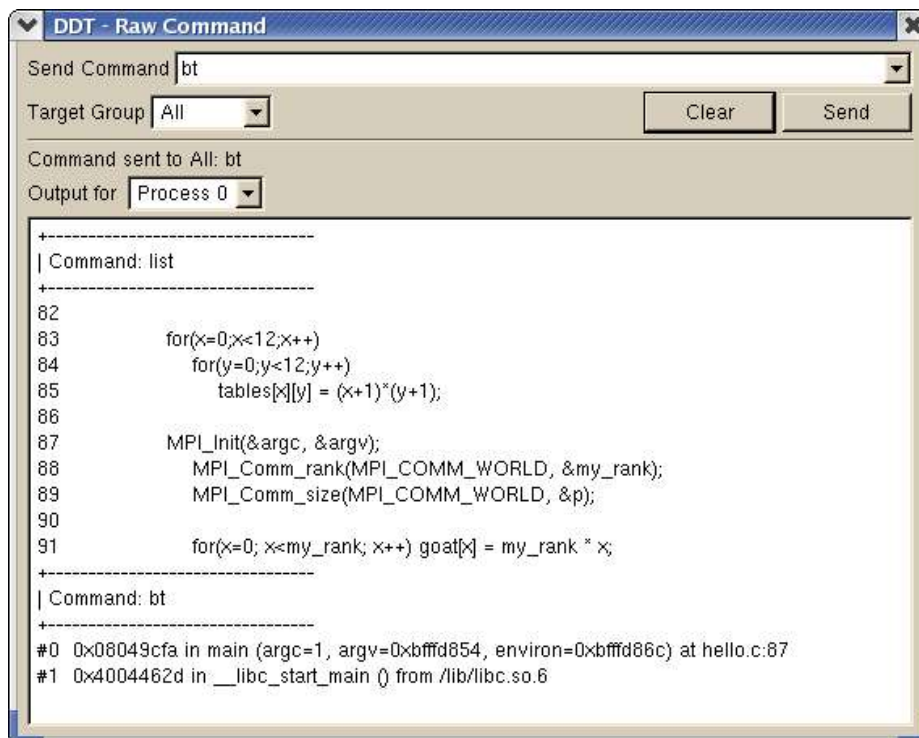 DDT - Raw Command
Send Command bt
Target Group All Clear Send
Command sent to All: bt
Output for Process 0
+---------------------------------
| Command: list
+---------------------------------
82
83 for(x=0;x<12;x++)
84 for(y=0;y<12;y++)
85 tables[x][y] = (x+1)*(y+1);
86
87 MPI_Init(&argc, &argv);
88 MPI_Comm_rank(MPI_COMM_WORLD, &my_rank);
89 MPI_Comm_size(MPI_COMM_WORLD, &p);
90
91 for(x=0; x<my_rank; x++) goat[x] = my_rank * x;
+---------------------------------
| Command: bt
+---------------------------------
#0 0x08049cfa in main (argc=1, argv=0xbfffd854, environ=0xbfffd86c) at hello.c:87
#1 0x4004462d in __libc_start_main () from /lib/libc.so.6